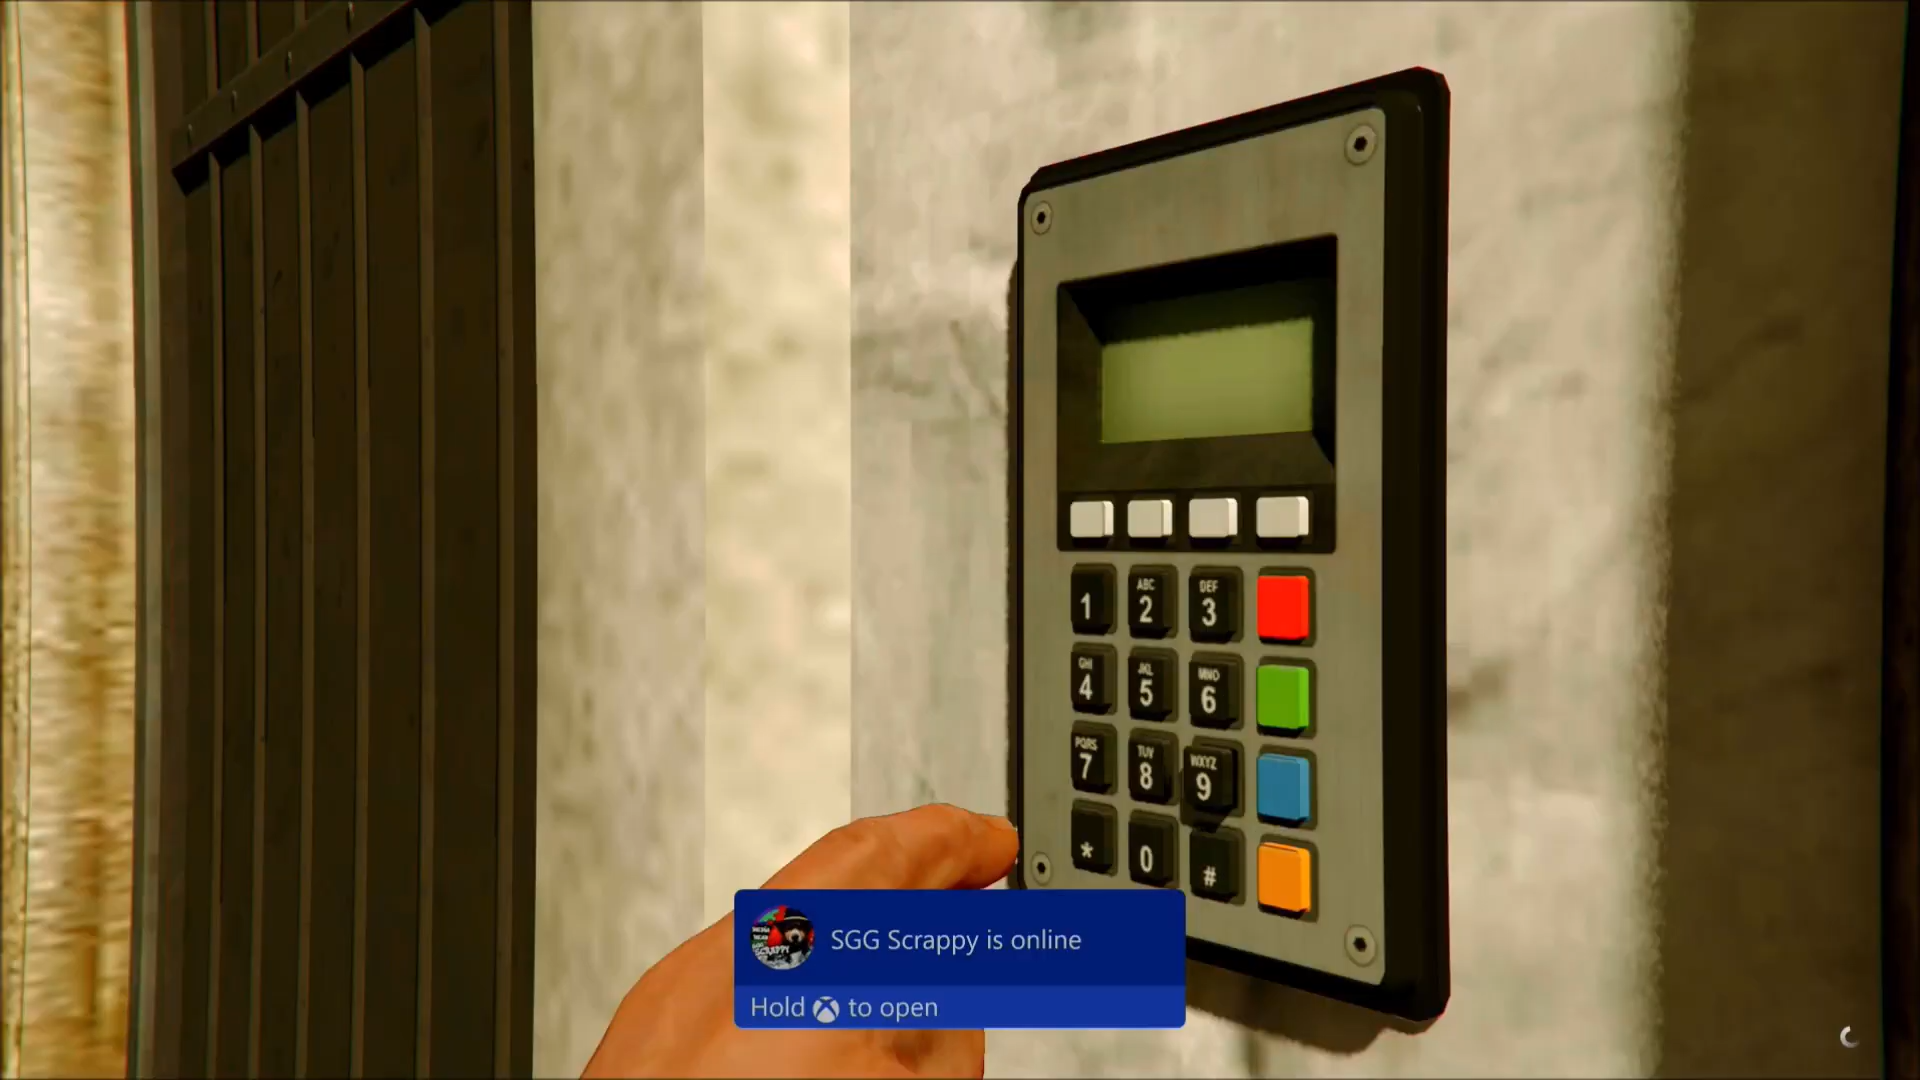 1
ABC
2
DEF
3
GHI
4
JKL
5
MNO
6
PQRS
7
TUV
8
WXYZ
9
*
0
#
SGG Scrappy is online
Hold to open